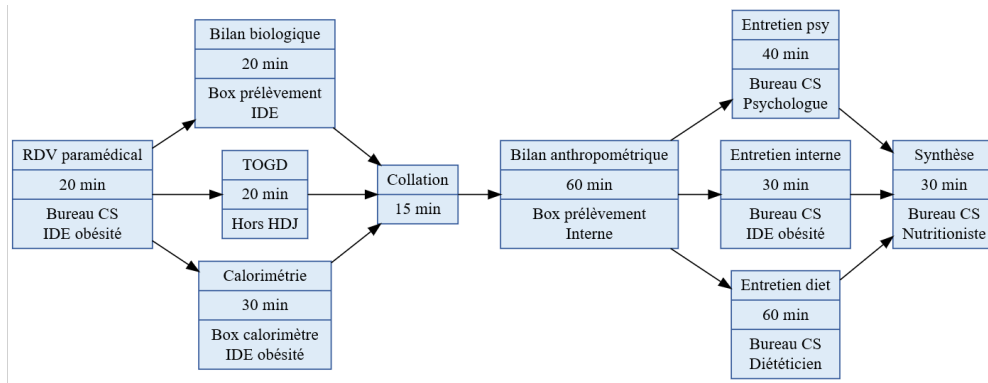 RDV paramédical
20 min
Bureau CS
IDE obésité
Bilan biologique
20 min
Box prélèvement
IDE
TOGD
20 min
Hors HDJ
Calorimétrie
30 min
Box calorimètre
IDE obésité
Collation
15 min
Bilan anthropométrique
60 min
Box prélèvement
Interne
Entretien psy
40 min
Bureau CS
Psychologue
Entretien interne
30 min
Bureau CS
IDE obésité
Entretien diet
60 min
Bureau CS
Diététicien
Synthèse
30 min
Bureau CS
Nutritioniste